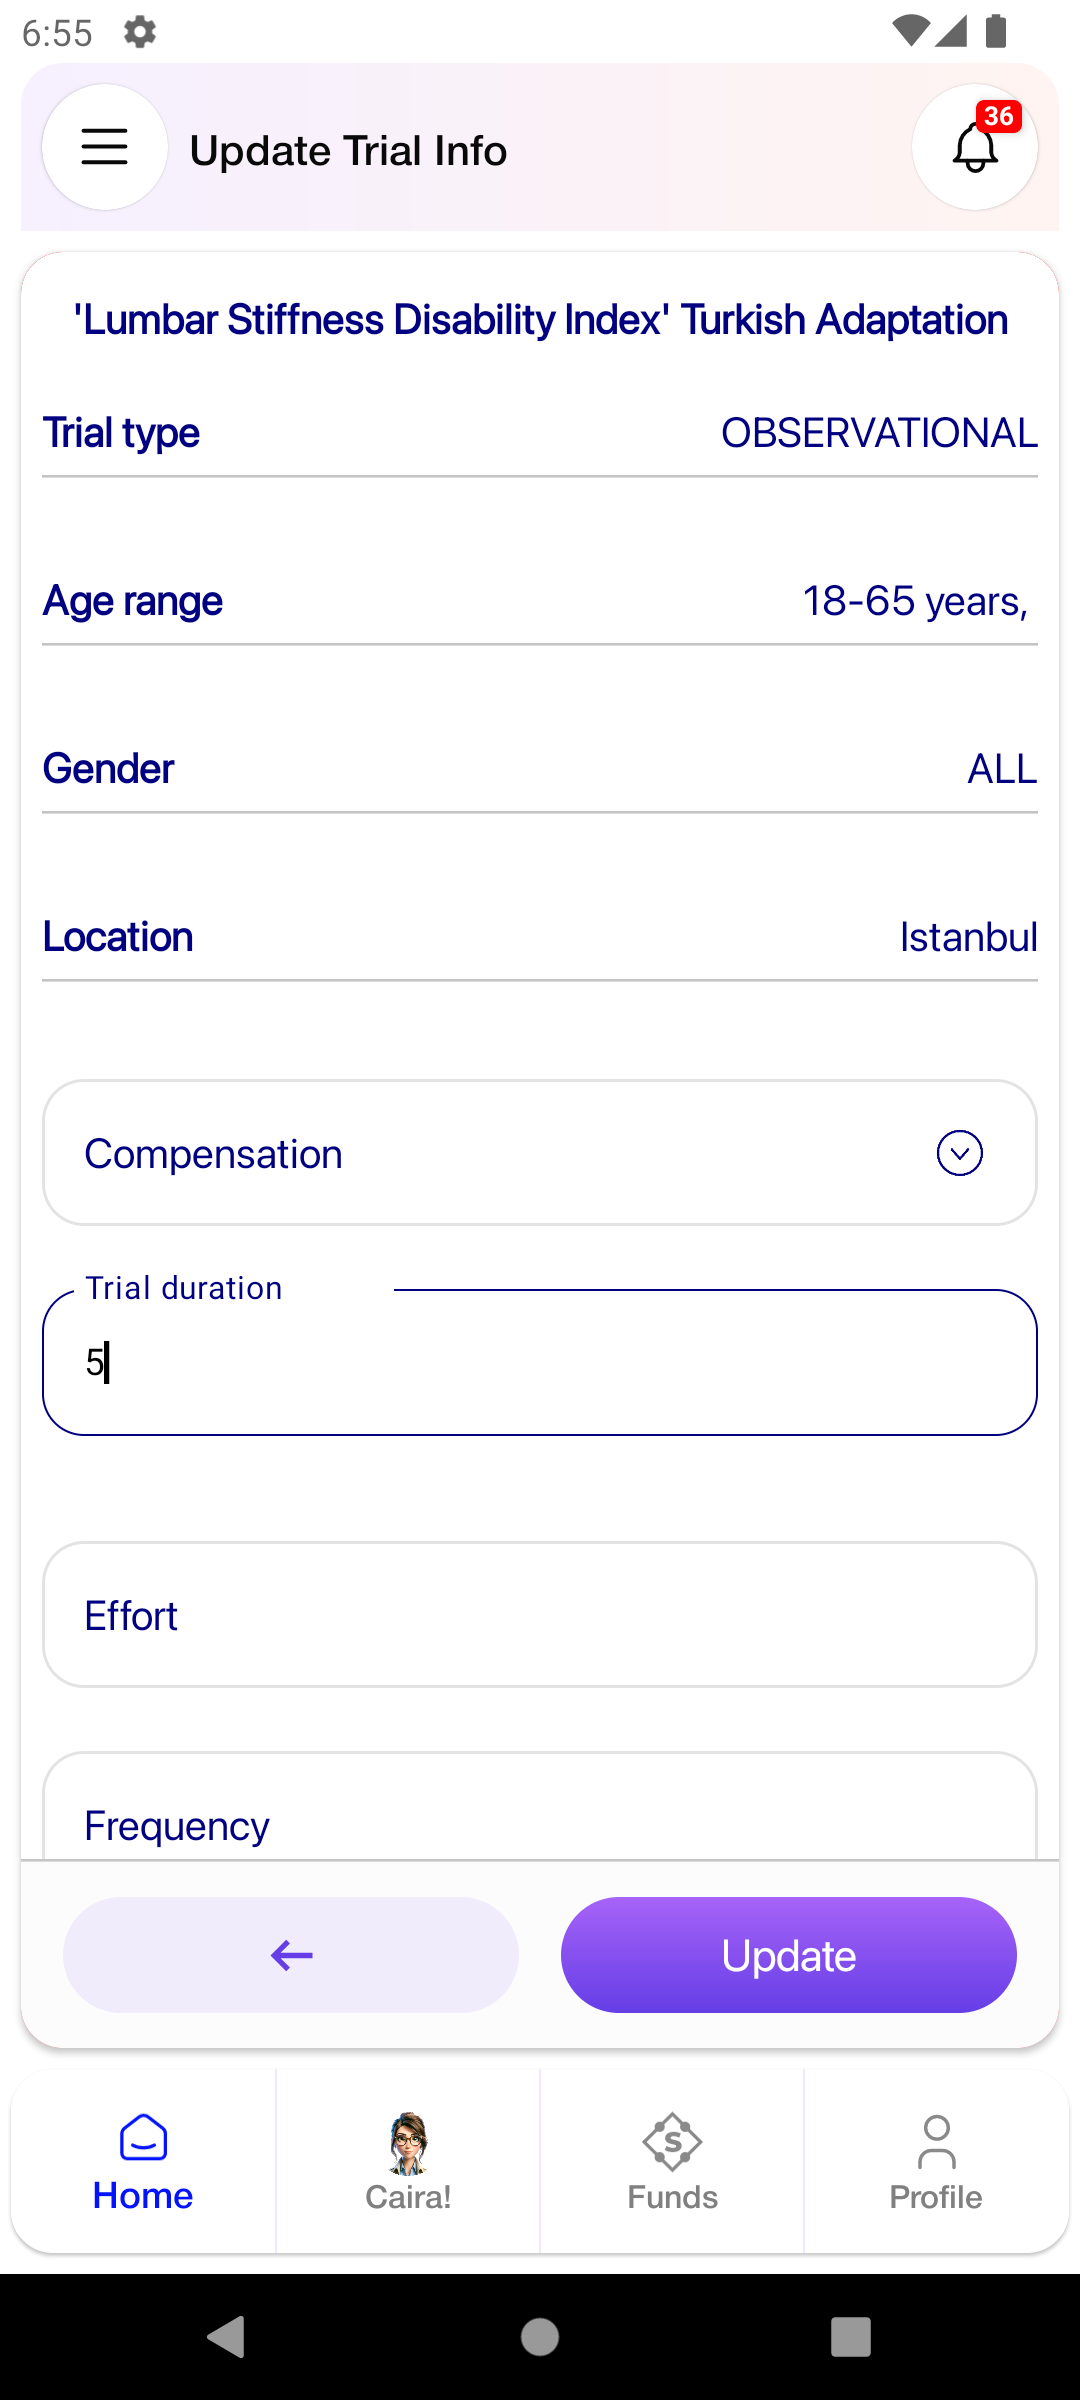 6:55
Update Trial Info
36
'Lumbar Stiffness Disability Index' Turkish Adaptation
Trial type OBSERVATIONAL
Age range 18-65 years,
Gender ALL
Location Istanbul
Compensation
Trial duration
5
Effort
Frequency
Update
Home Caira! Funds Profile